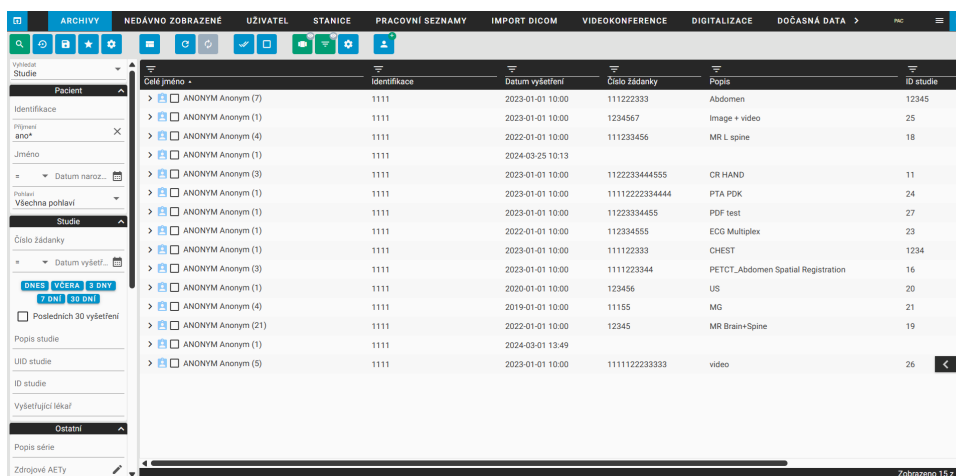 ARCHIVY NEDÁVNO ZOBRAZENÉ UŽIVATEL STANICE PRACOVNÍ SEZNAMY IMPORT DICOM VIDEOKONFERENCE DIGITALIZACE DOČASNÁ DATA > PAC
Vyhledat
Studie
Pacient
Identifikace
Příjmení
ano*
Jméno
= Datum naroz...
Pohlaví
Všechna pohlaví
Studie
Číslo žádanky
= Datum vyšetř...
DNES VČERA 3 DNY
7 DNÍ 30 DNÍ
Posledních 30 vyšetření
Popis studie
UID studie
ID studie
Vyšetřující lékař
Ostatní
Popis série
Zdrojové AETy
Celé jméno Identifikace Datum vyšetření Číslo žádanky Popis ID studie
ANONYM Anonym (7) 1111 2023-01-01 10:00 111222333 Abdomen 12345
ANONYM Anonym (1) 1111 2023-01-01 10:00 1234567 Image + video 25
ANONYM Anonym (4) 1111 2022-01-01 10:00 111233456 MR L spine 18
ANONYM Anonym (1) 1111 2024-03-25 10:13
ANONYM Anonym (3) 1111 2023-01-01 10:00 1122233444555 CR HAND 11
ANONYM Anonym (1) 1111 2023-01-01 10:00 11112222334444 PTA PDK 24
ANONYM Anonym (1) 1111 2023-01-01 10:00 11223334455 PDF test 27
ANONYM Anonym (1) 1111 2022-01-01 10:00 112334555 ECG Multiplex 23
ANONYM Anonym (1) 1111 2023-01-01 10:00 111122333 CHEST 1234
ANONYM Anonym (3) 1111 2023-01-01 10:00 1111223344 PETCT_Abdomen Spatial Registration 16
ANONYM Anonym (1) 1111 2020-01-01 10:00 123456 US 20
ANONYM Anonym (4) 1111 2019-01-01 10:00 11155 MG 21
ANONYM Anonym (21) 1111 2022-01-01 10:00 12345 MR Brain+Spine 19
ANONYM Anonym (1) 1111 2024-03-01 13:49
ANONYM Anonym (5) 1111 2023-01-01 10:00 1111122233333 video 26
Zobrazeno 15 z